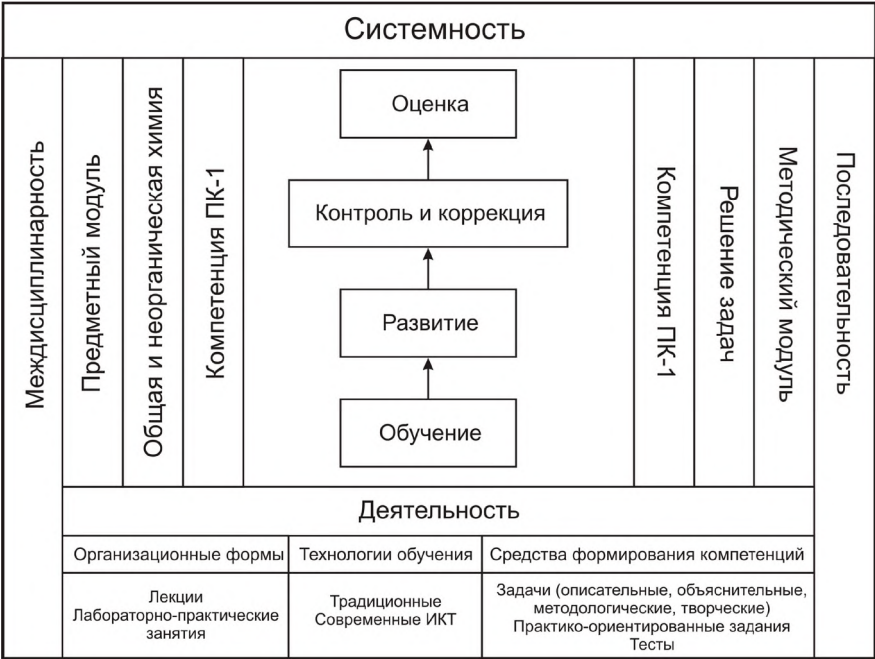 Системность
Междисциплинарность
Предметный модуль
Общая и неорганическая химия
Компетенция ПК-1
Оценка
Контроль и коррекция
Развитие
Обучение
Компетенция ПК-1
Решение задач
Методический модуль
Последовательность
Деятельность
Организационные формы
Технологии обучения
Средства формирования компетенций
Лекции
Лабораторно-практические
занятия
Традиционные
Современные ИКТ
Задачи (описательные, объяснительные,
методологические, творческие)
Практико-ориентированные задания
Тесты